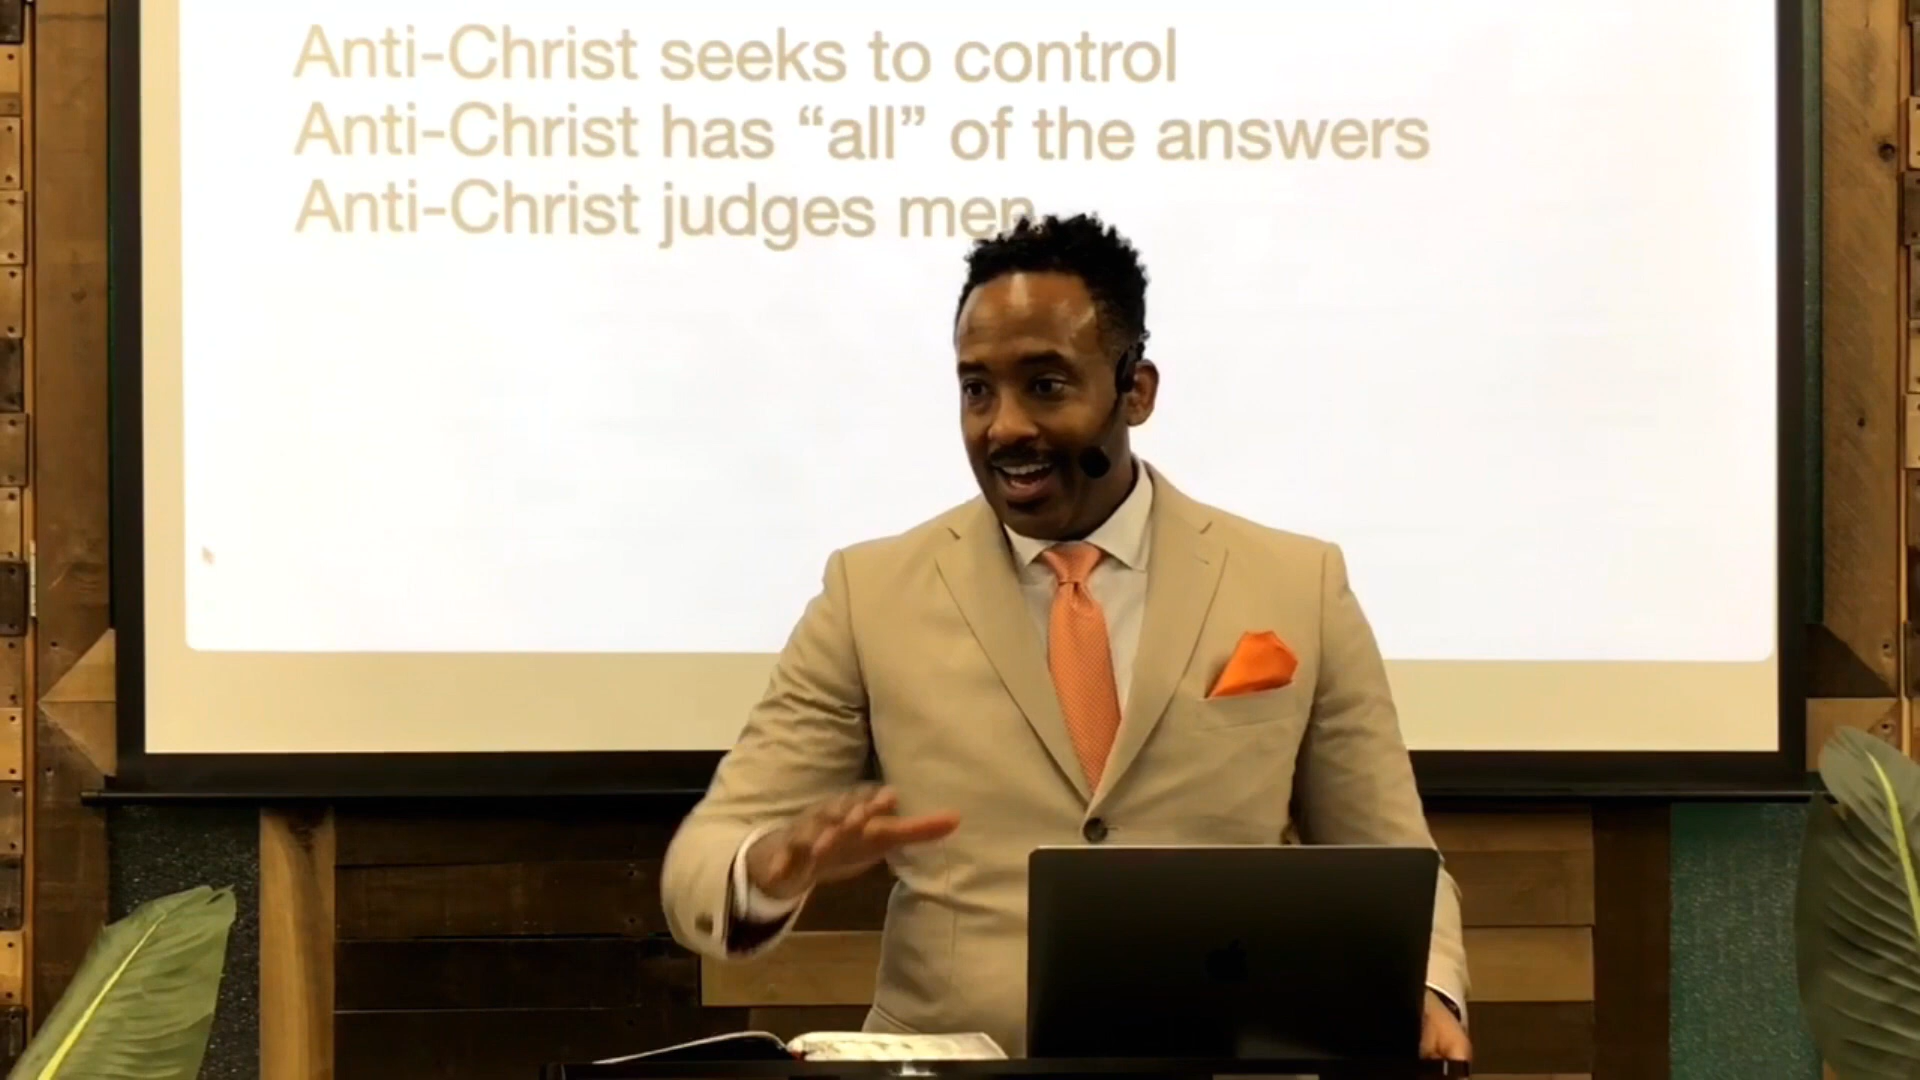 Anti-Christ seeks to control
Anti-Christ has “all” of the answers
Anti-Christ judges men